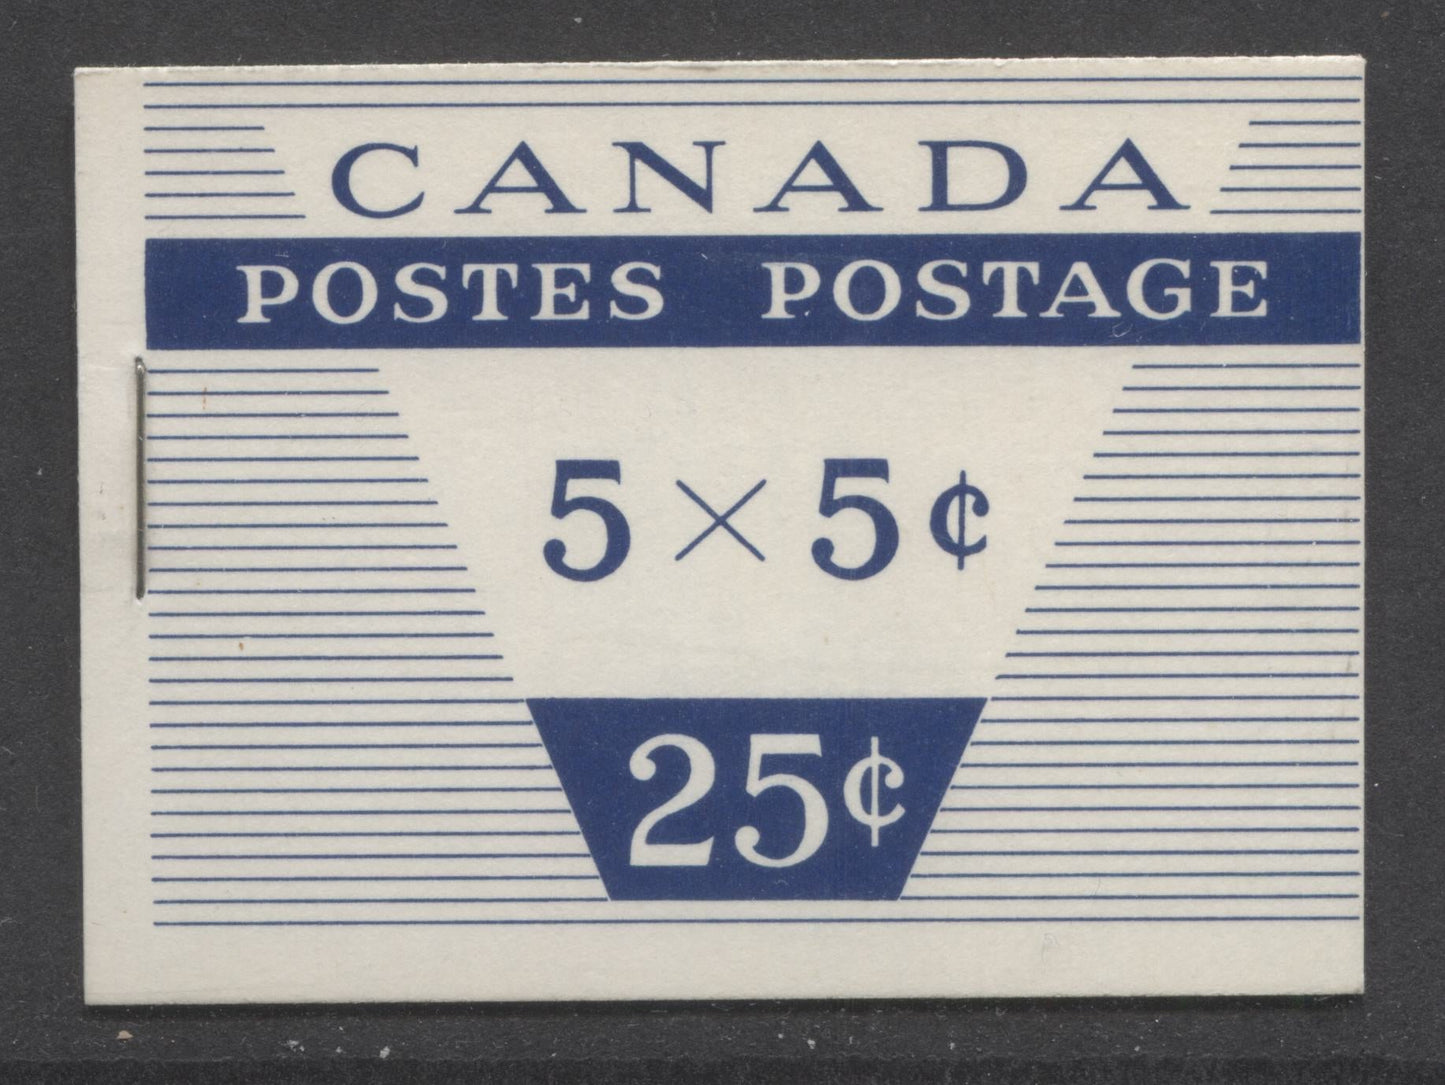 CANADA
POSTES POSTAGE
5 × 5¢
25¢